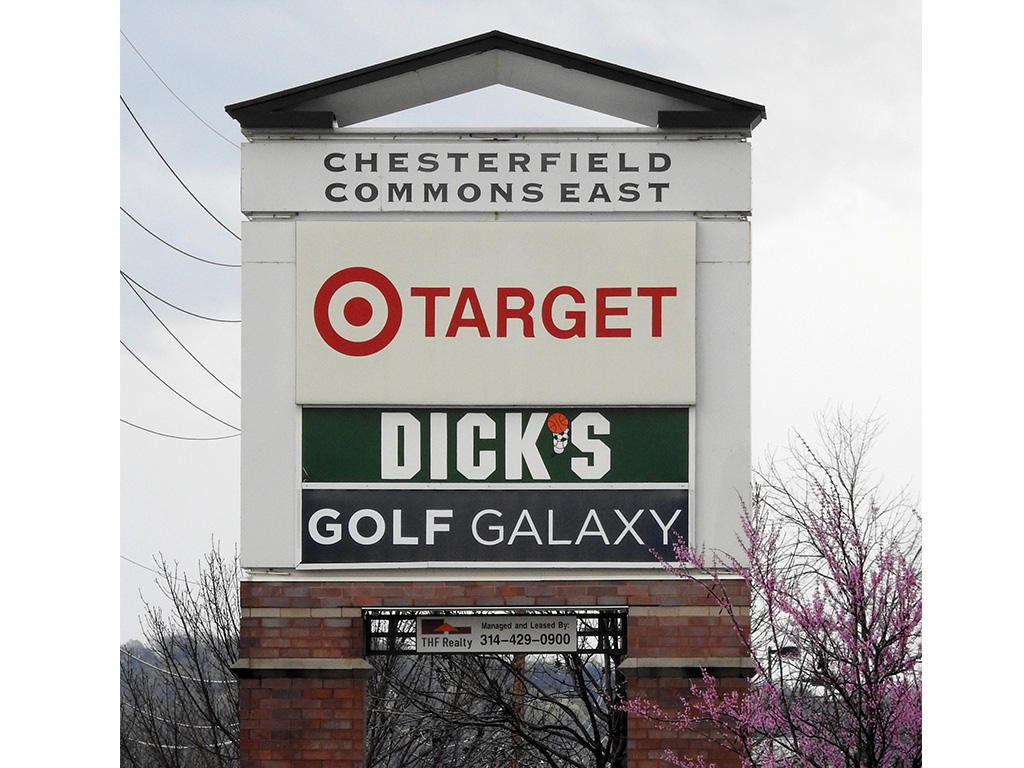 CHESTERFIELD
COMMONS EAST
TARGET
DICK'S
GOLF GALAXY
THF Realty
Managed and Leased By:
314-429-0900